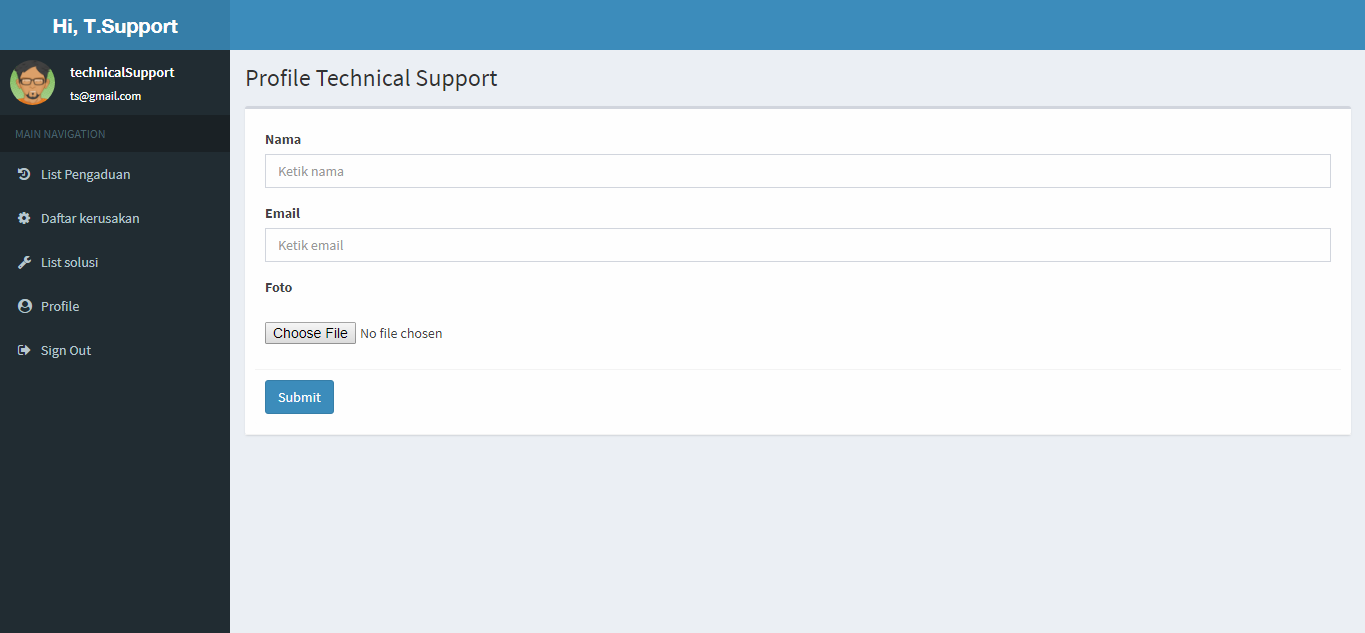 Hi, T.Support
technicalSupport
ts@gmail.com
MAIN NAVIGATION
List Pengaduan
Daftar kerusakan
List solusi
Profile
Sign Out
Profile Technical Support
Nama
Ketik nama
Email
Ketik email
Foto
Choose File No file chosen
Submit